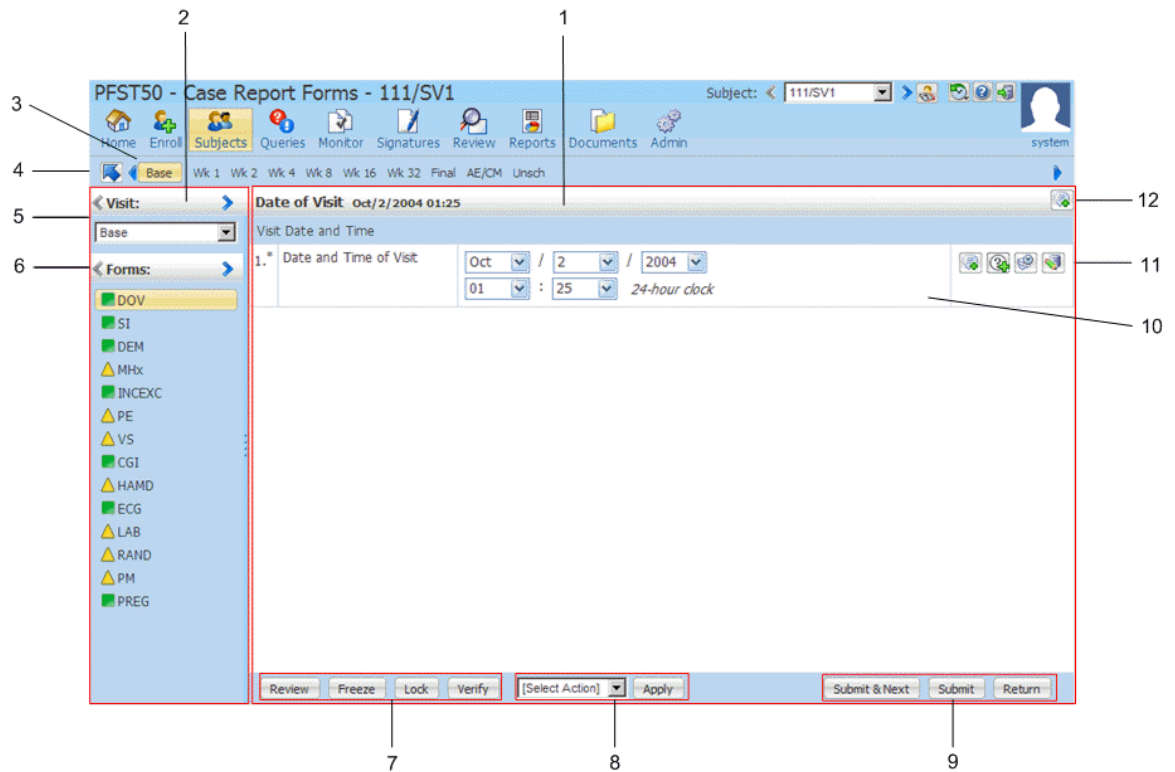 2 1
PFST50 - Case Report Forms - 111/SV1 Subject: 111/SV1
3
Home Enroll Subjects Queries Monitor Signatures Review Reports Documents Admin system
4 Base Wk 1 Wk 2 Wk 4 Wk 8 Wk 16 Wk 32 Final AE/CM Unsch
Visit: Date of Visit Oct/2/2004 01:25 12
5
Base Visit Date and Time
1.* Date and Time of Visit Oct / 2 / 2004 11
6 Forms:
01 : 25 24-hour clock
DOV
10
SI
DEM
MHx
INCEXC
PE
VS
CGI
HAMD
ECG
LAB
RAND
PM
PREG
Review Freeze Lock Verify [Select Action] Apply Submit & Next Submit Return
7 8 9